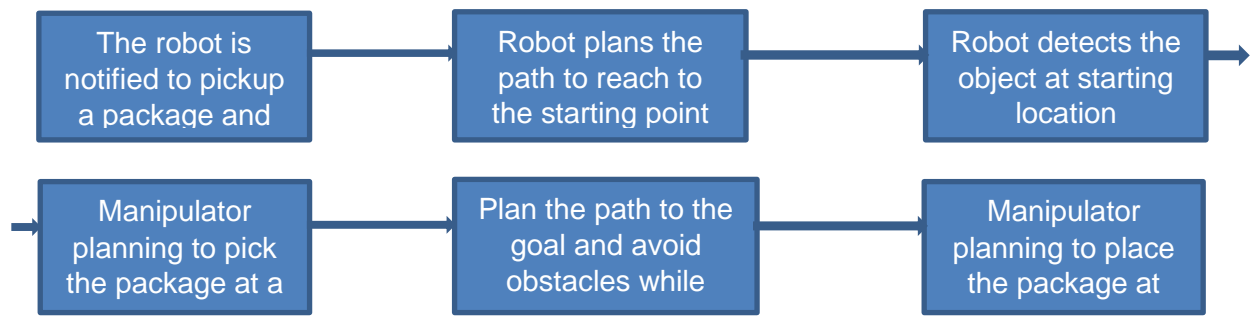 The robot is
notified to pickup
a package and
Robot plans the
path to reach to
the starting point
Robot detects the
object at starting
location
Manipulator
planning to pick
the package at a
Plan the path to the
goal and avoid
obstacles while
Manipulator
planning to place
the package at